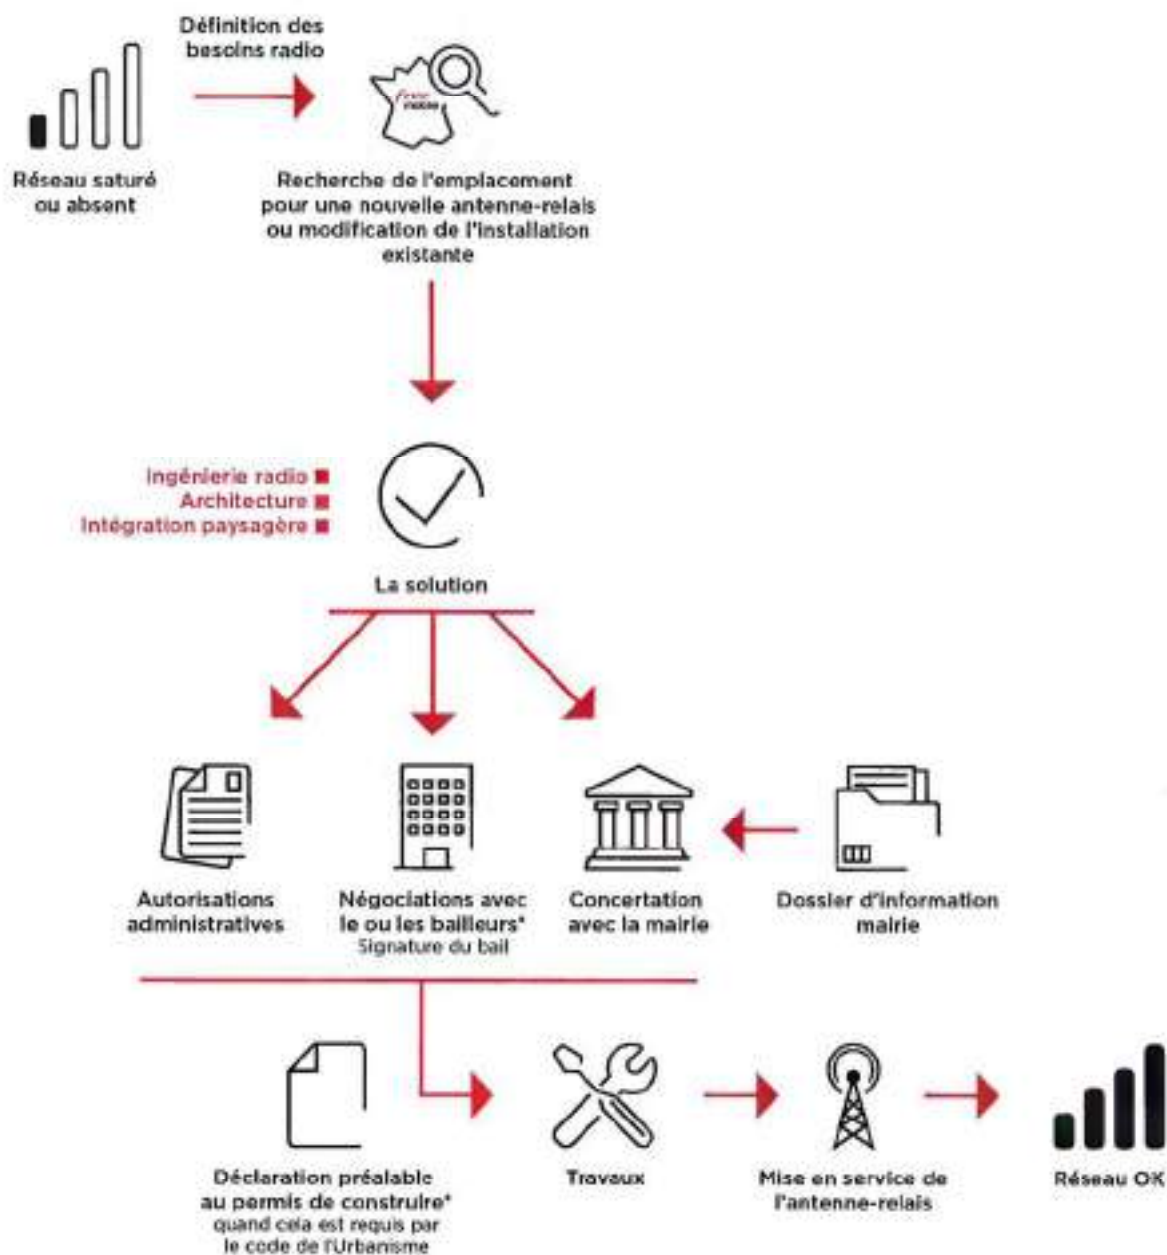 Définition des
besoins radio
Réseau saturé
ou absent
free
mobile
Recherche de l'emplacement
pour une nouvelle antenne-relais
ou modification de l'installation
existante
Ingénierie radio
Architecture
Intégration paysagère
La solution
Autorisations
administratives
Négociations avec
le ou les bailleurs*
Signature du bail
Concertation
avec la mairie
Dossier d'information
mairie
Déclaration préalable
au permis de construire*
quand cela est requis par
le code de l'Urbanisme
Travaux
Mise en service de
l'antenne-relais
Réseau OK